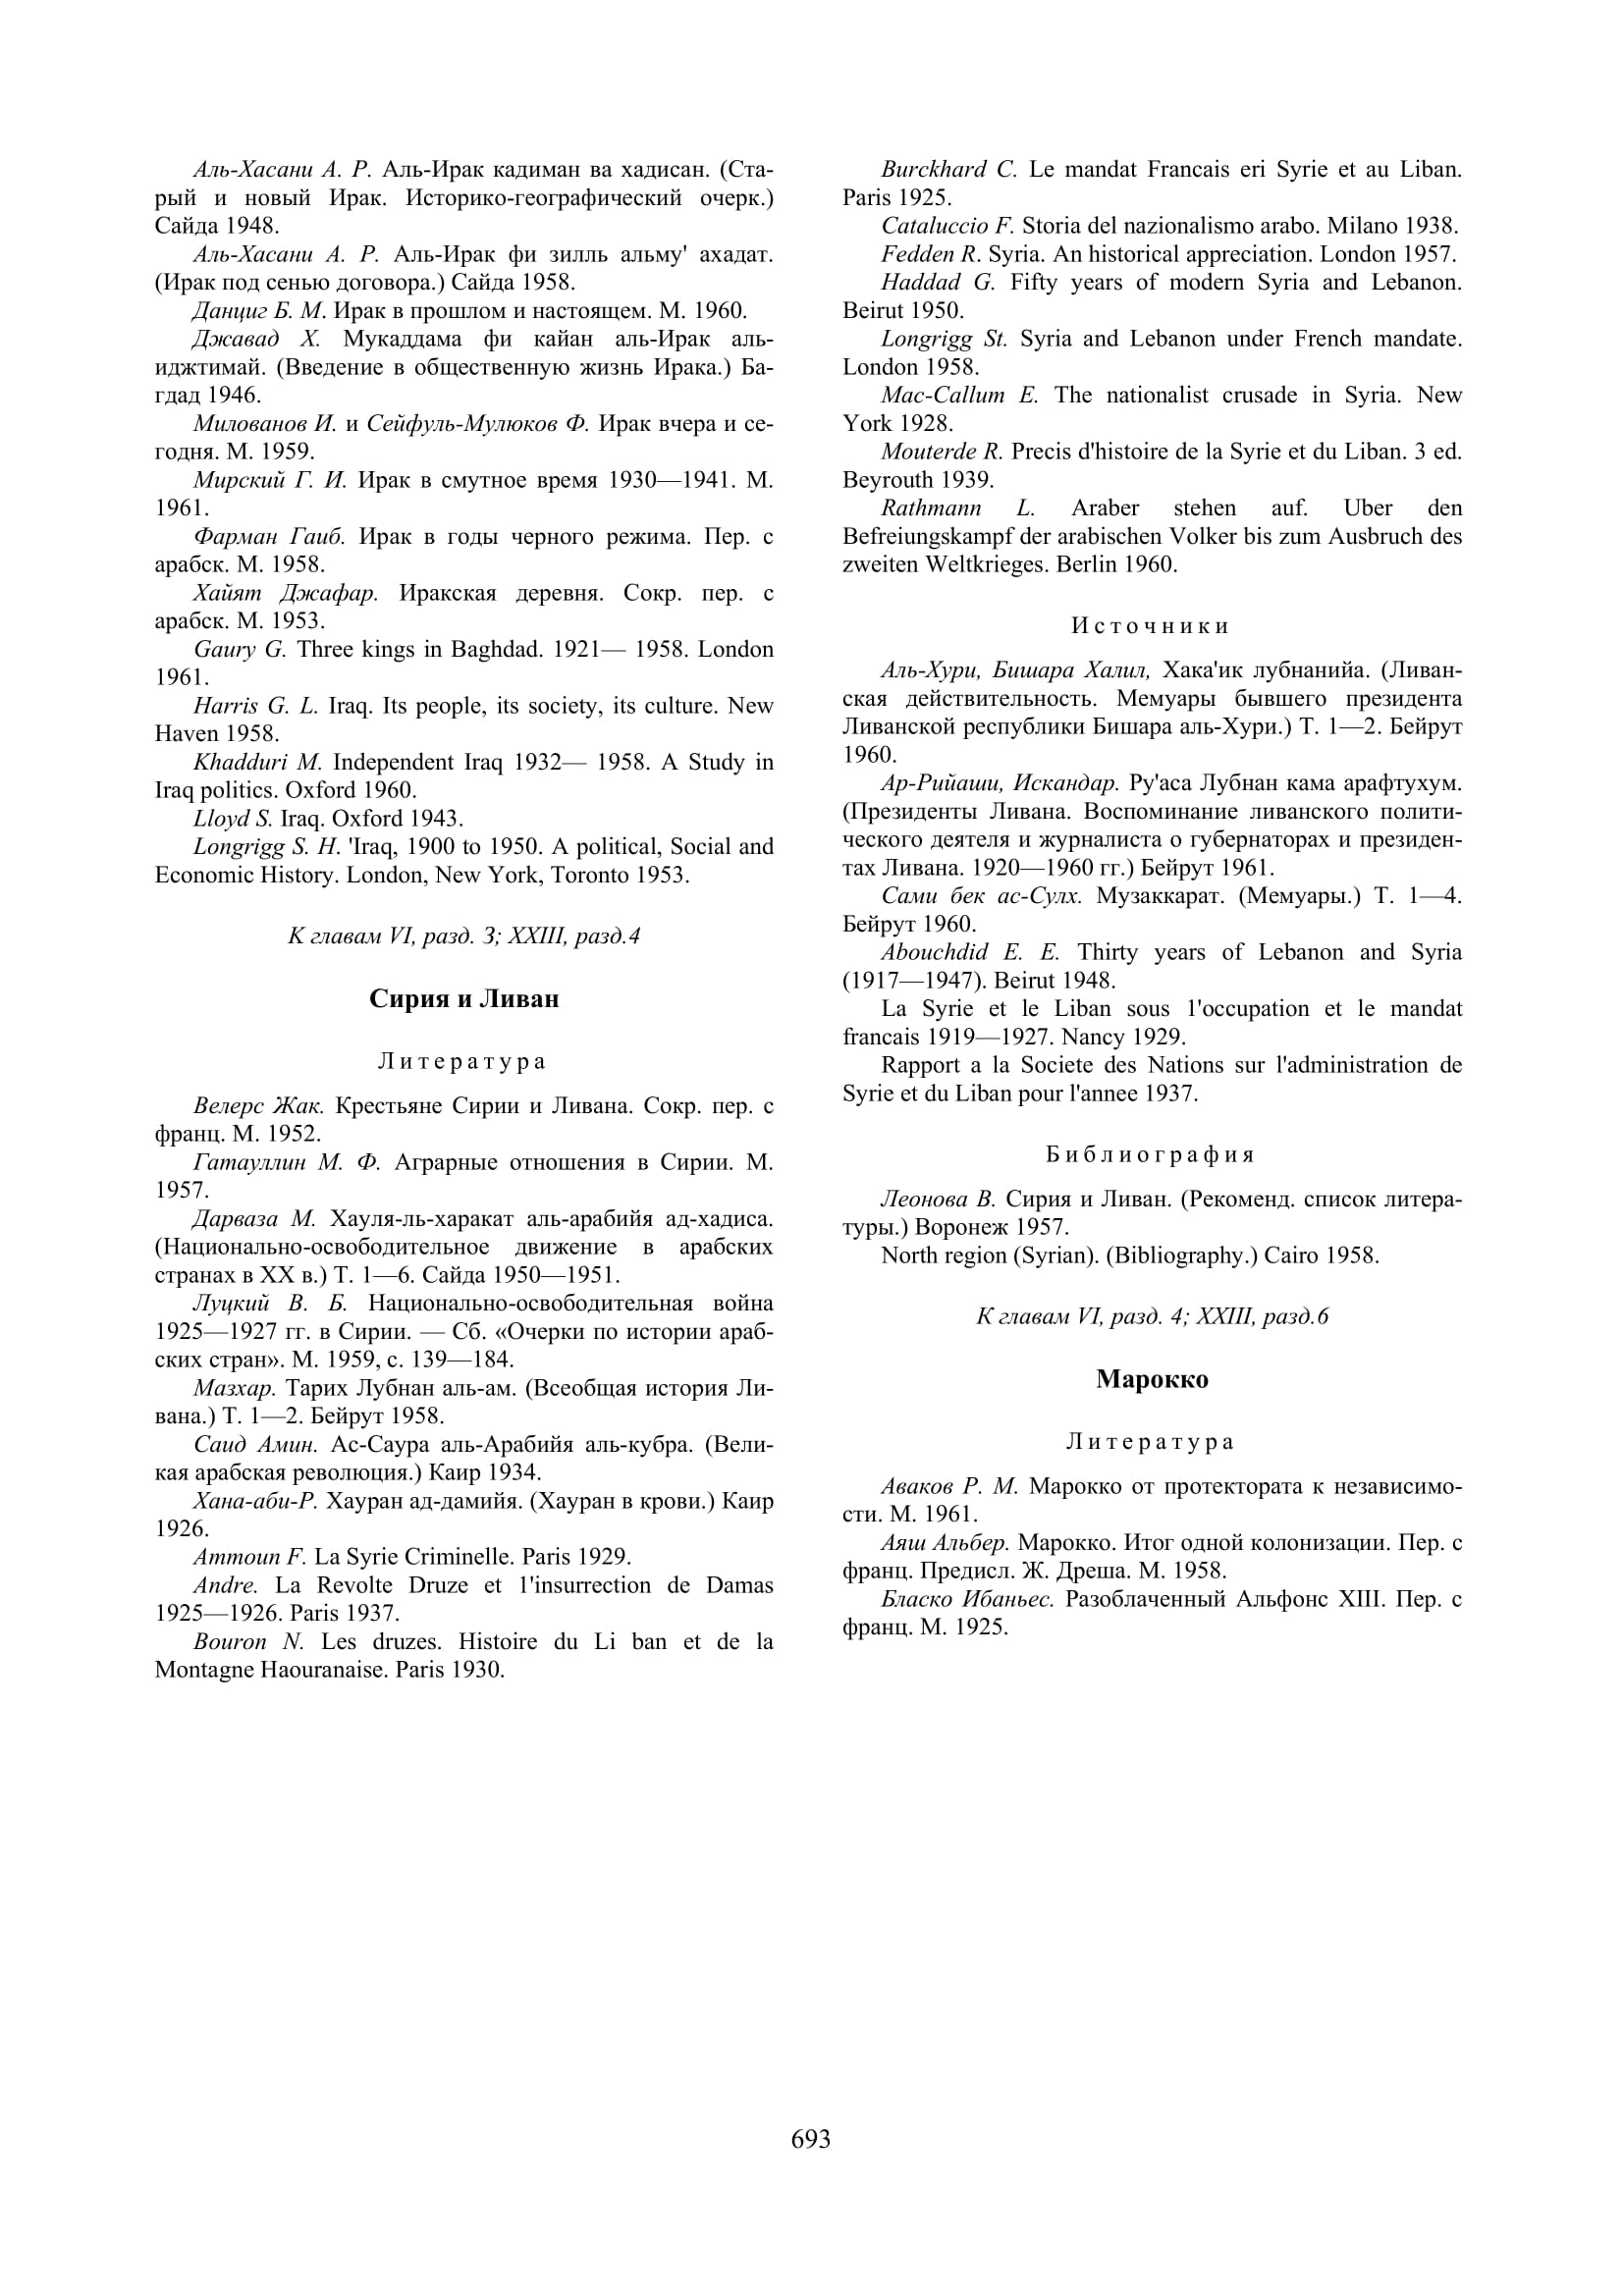 Аль-Хасани А. Р. Аль-Ирак кадиман ва хадисан. (Ста-
рый и новый Ирак. Историко-географический очерк.)
Сайда 1948.
Аль-Хасани А. Р. Аль-Ирак фи зилль альму' ахадат.
(Ирак под сенью договора.) Сайда 1958.
Данциг Б. М. Ирак в прошлом и настоящем. М. 1960.
Джавад Х. Мукаддама фи кайан аль-Ирак аль-
иджтимай. (Введение в общественную жизнь Ирака.) Ба-
гдад 1946.
Милованов И. и Сейфуль-Мулюков Ф. Ирак вчера и се-
годня. М. 1959.
Мирский Г. И. Ирак в смутное время 1930—1941. М.
1961.
Фарман Гаиб. Ирак в годы черного режима. Пер. с
арабск. М. 1958.
Хайят Джафар. Иракская деревня. Сокр. пер. с
арабск. М. 1953.
Gaury G. Three kings in Baghdad. 1921— 1958. London
1961.
Harris G. L. Iraq. Its people, its society, its culture. New
Haven 1958.
Khadduri M. Independent Iraq 1932— 1958. A Study in
Iraq politics. Oxford 1960.
Lloyd S. Iraq. Oxford 1943.
Longrigg S. H. 'Iraq, 1900 to 1950. A political, Social and
Economic History. London, New York, Toronto 1953.
К главам VI, разд. 3; XXIII, разд.4
Сирия и Ливан
Литература
Велерс Жак. Крестьяне Сирии и Ливана. Сокр. пер. с
франц. М. 1952.
Гатауллин М. Ф. Аграрные отношения в Сирии. М.
1957.
Дарваза М. Хауля-ль-харакат аль-арабийя ад-хадиса.
(Национально-освободительное движение в арабских
странах в XX в.) Т. 1—6. Сайда 1950—1951.
Луцкий В. Б. Национально-освободительная война
1925—1927 гг. в Сирии. — Сб. «Очерки по истории араб-
ских стран». М. 1959, с. 139—184.
Мазхар. Тарих Лубнан аль-ам. (Всеобщая история Ли-
вана.) Т. 1—2. Бейрут 1958.
Саид Амин. Ас-Саура аль-Арабийя аль-кубра. (Вели-
кая арабская революция.) Каир 1934.
Хана-аби-Р. Хауран ад-дамийя. (Хауран в крови.) Каир
1926.
Ammoun F. La Syrie Criminelle. Paris 1929.
Andre. La Revolte Druze et 1'insurrection de Damas
1925—1926. Paris 1937.
Bouron N. Les druzes. Histoire du Li ban et de la
Montagne Haouranaise. Paris 1930.
Burckhard C. Le mandat Francais eri Syrie et au Liban.
Paris 1925.
Cataluccio F. Storia del nazionalismo arabo. Milano 1938.
Fedden R. Syria. An historical appreciation. London 1957.
Haddad G. Fifty years of modern Syria and Lebanon.
Beirut 1950.
Longrigg St. Syria and Lebanon under French mandate.
London 1958.
Mac-Callum E. The nationalist crusade in Syria. New
York 1928.
Mouterde R. Precis d'histoire de la Syrie et du Liban. 3 ed.
Beyrouth 1939.
Rathmann L. Araber stehen auf. Uber den
Befreiungskampf der arabischen Volker bis zum Ausbruch des
zweiten Weltkrieges. Berlin 1960.
Источники
Аль-Хури, Бишара Халил, Хака'ик лубнанийа. (Ливан-
ская действительность. Мемуары бывшего президента
Ливанской республики Бишара аль-Хури.) Т. 1—2. Бейрут
1960.
Ар-Рийаши, Искандар. Ру'аса Лубнан кама арафтухум.
(Президенты Ливана. Воспоминание ливанского полити-
ческого деятеля и журналиста о губернаторах и президен-
тах Ливана. 1920—1960 гг.) Бейрут 1961.
Сами бек ас-Сулх. Музаккарат. (Мемуары.) Т. 1—4.
Бейрут 1960.
Abouchdid E. E. Thirty years of Lebanon and Syria
(1917—1947). Beirut 1948.
La Syrie et le Liban sous 1'occupation et le mandat
francais 1919—1927. Nancy 1929.
Rapport a la Societe des Nations sur l'administration de
Syrie et du Liban pour l'annee 1937.
Библиография
Леонова В. Сирия и Ливан. (Рекоменд. список литера-
туры.) Воронеж 1957.
North region (Syrian). (Bibliography.) Cairo 1958.
К главам VI, разд. 4; XXIII, разд.6
Марокко
Литература
Аваков Р. М. Марокко от протектората к независимо-
сти. М. 1961.
Аяш Альбер. Марокко. Итог одной колонизации. Пер. с
франц. Предисл. Ж. Дреша. М. 1958.
Бласко Ибаньес. Разоблаченный Альфонс XIII. Пер. с
франц. М. 1925.
693